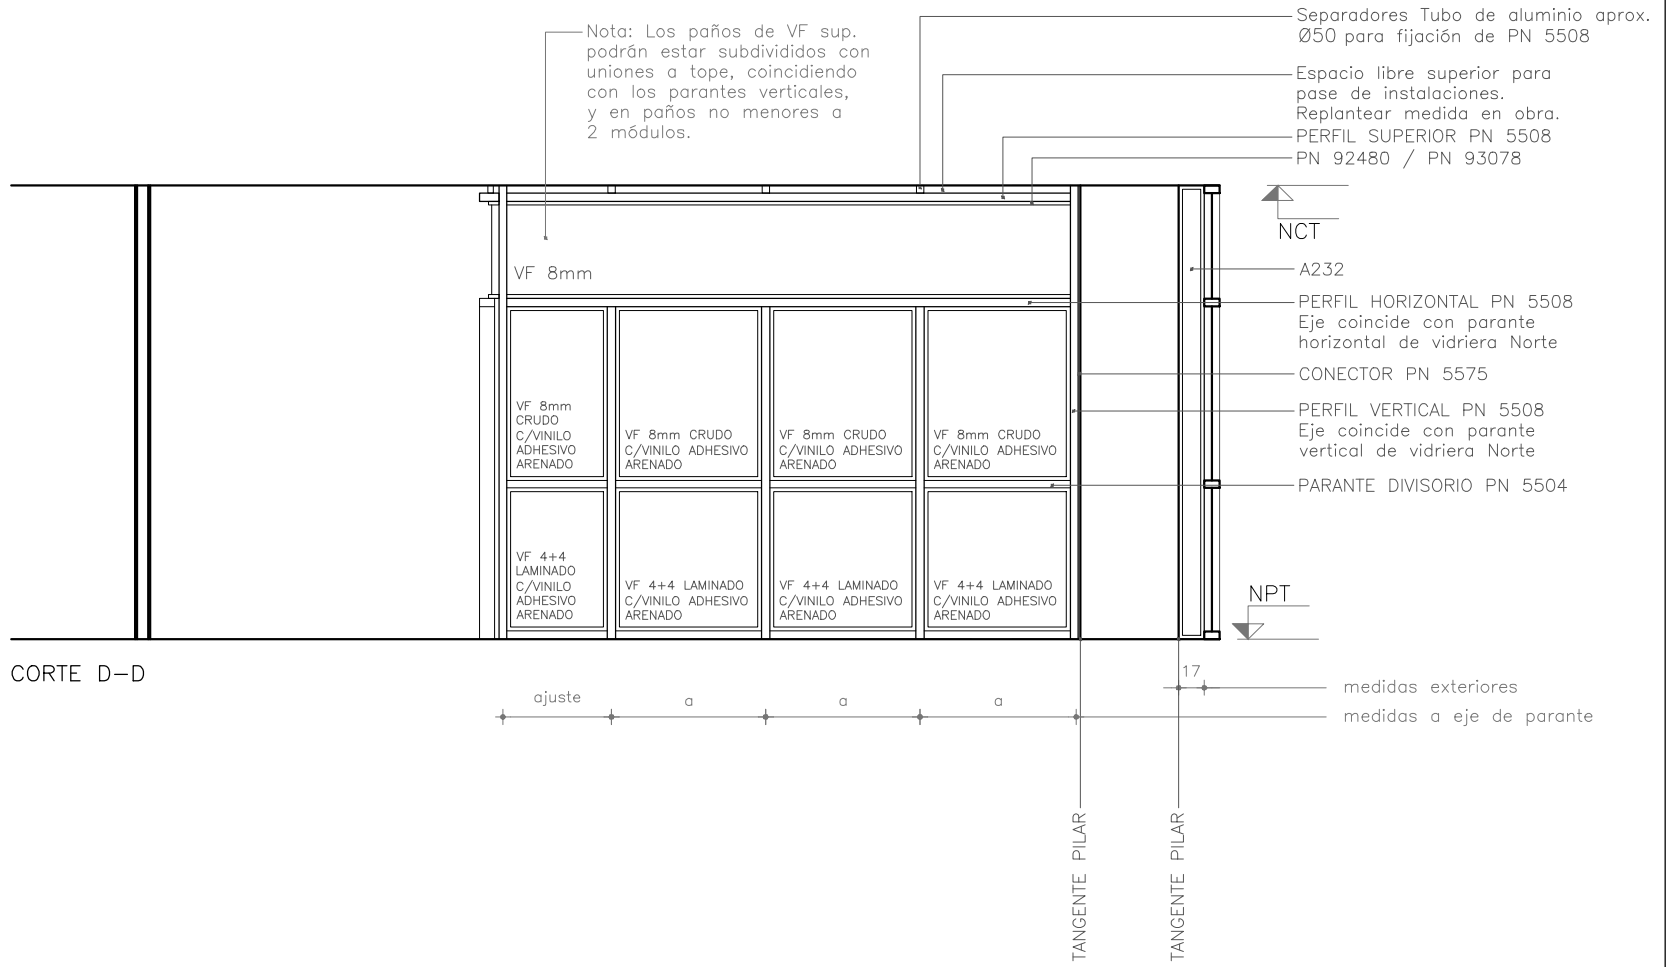 Nota: Los paños de VF sup.
podrán estar subdivididos con
uniones a tope, coincidiendo
con los parantes verticales,
y en paños no menores a
2 módulos.
Separadores Tubo de aluminio aprox.
Ø50 para fijación de PN 5508
Espacio libre superior para
pase de instalaciones.
Replantear medida en obra.
PERFIL SUPERIOR PN 5508
PN 92480 / PN 93078
NCT
VF 8mm
A232
PERFIL HORIZONTAL PN 5508
Eje coincide con parante
horizontal de vidriera Norte
CONECTOR PN 5575
PERFIL VERTICAL PN 5508
Eje coincide con parante
vertical de vidriera Norte
PARANTE DIVISORIO PN 5504
VF 8mm
CRUDO
C/VINILO
ADHESIVO
ARENADO
VF 8mm CRUDO
C/VINILO ADHESIVO
ARENADO
VF 8mm CRUDO
C/VINILO ADHESIVO
ARENADO
VF 8mm CRUDO
C/VINILO ADHESIVO
ARENADO
VF 4+4
LAMINADO
C/VINILO
ADHESIVO
ARENADO
VF 4+4 LAMINADO
C/VINILO ADHESIVO
ARENADO
VF 4+4 LAMINADO
C/VINILO ADHESIVO
ARENADO
VF 4+4 LAMINADO
C/VINILO ADHESIVO
ARENADO
NPT
CORTE D-D
17
medidas exteriores
ajuste
a
a
a
medidas a eje de parante
TANGENTE PILAR
TANGENTE PILAR